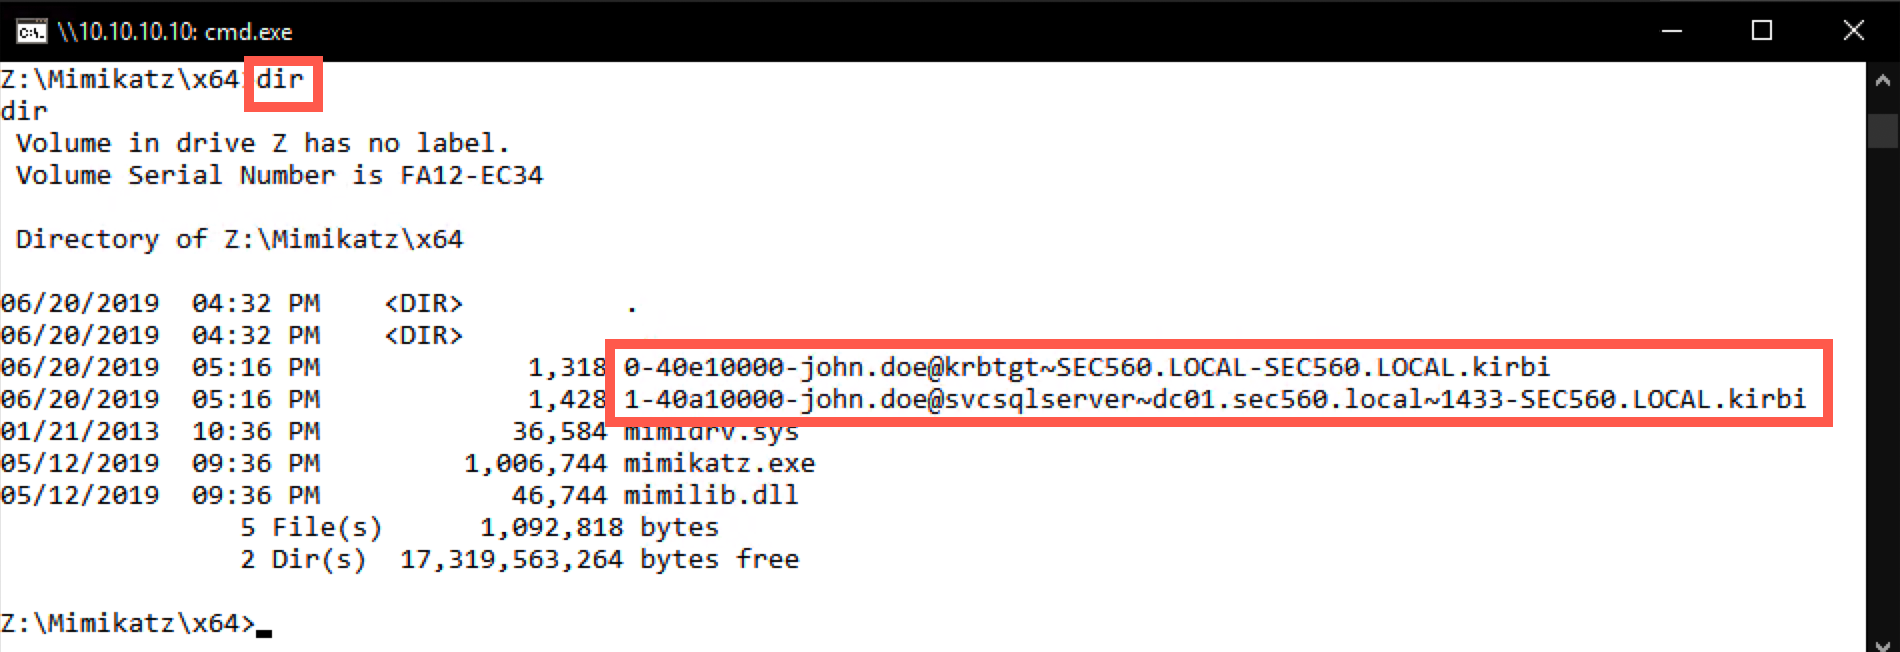 \\10.10.10.10: cmd.exe
Z:\Mimikatz\x64>dir
dir
Volume in drive Z has no label.
Volume Serial Number is FA12-EC34
Directory of Z:\Mimikatz\x64
06/20/2019  04:32 PM    <DIR>          .
06/20/2019  04:32 PM    <DIR>
06/20/2019  05:16 PM             1,318 0-40e10000-john.doe@krbtgt~SEC560.LOCAL-SEC560.LOCAL.kirbi
06/20/2019  05:16 PM             1,428 1-40a10000-john.doe@svcsqlserver~dc01.sec560.local~1433-SEC560.LOCAL.kirbi
01/21/2013  10:36 PM            36,584 mimidrv.sys
05/12/2019  09:36 PM         1,006,744 mimikatz.exe
05/12/2019  09:36 PM            46,744 mimilib.dll
5 File(s)      1,092,818 bytes
2 Dir(s)  17,319,563,264 bytes free
Z:\Mimikatz\x64>